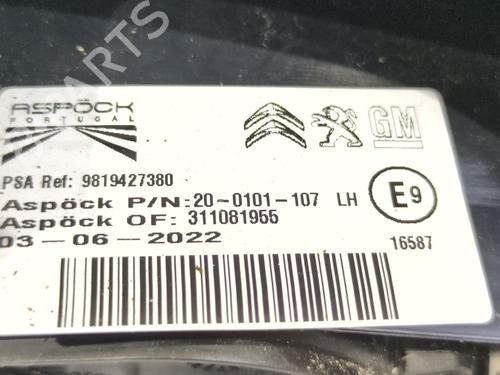 PARTS
ASPÖCK
PORTUGAL
GM
PSA Ref: 9819427380
Aspöck P/N:20-0101-107 LH
E9
Aspöck OF: 311081955
03-06-2022
16587